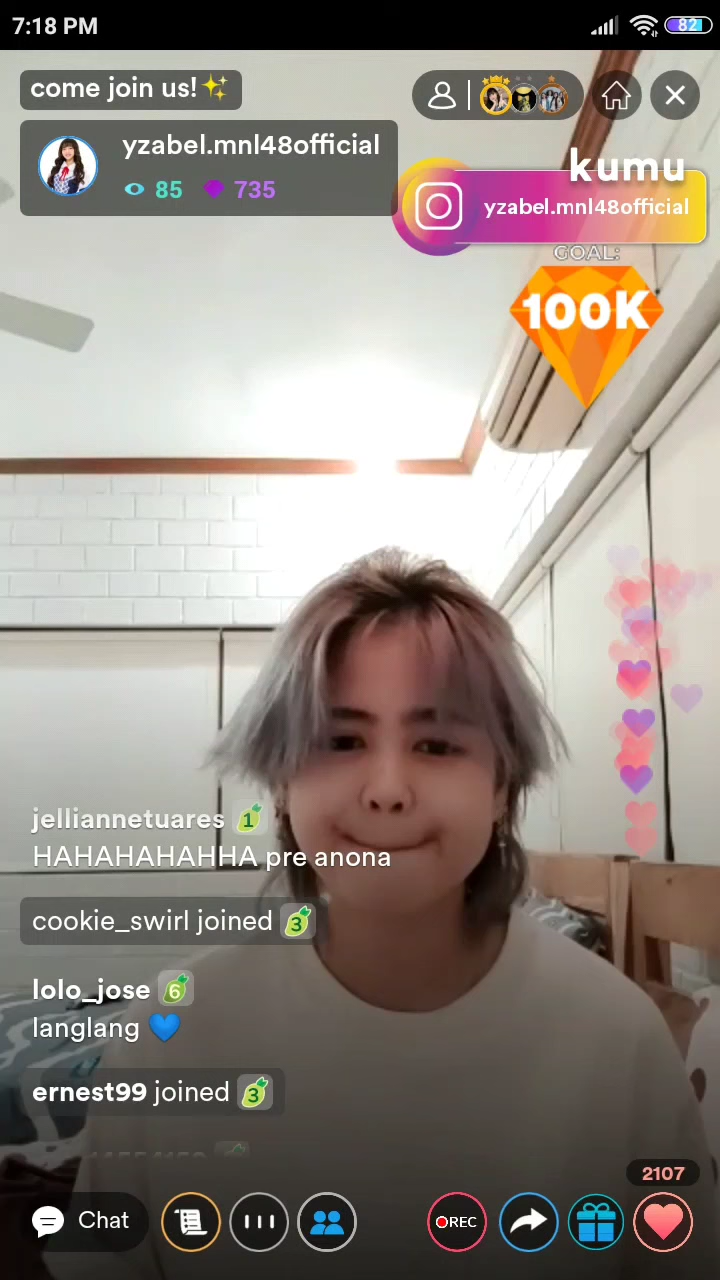 7:18 PM
82
come join us!✨
yzabel.mnl48official
85 735
kumu
yzabel.mnl48official
GOAL:
100K
jelliannetuares 1
HAHAHAHAHHA pre anona
cookie_swirl joined 3
lolo_jose 6
langlang 💙
ernest99 joined 3
2107
Chat
REC